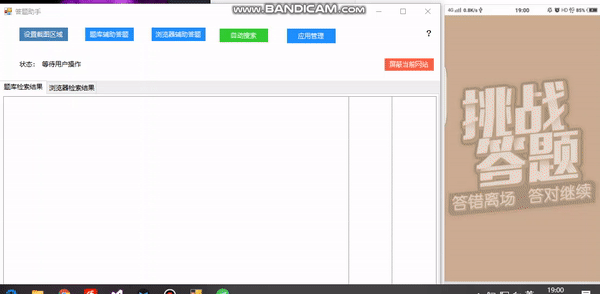 答题助手
www.BANDICAM.com
设置截图区域
题库辅助答题
浏览器辅助答题
自动搜索
应用管理
?
状态: 等待用户操作
屏蔽当前网站
题库检索结果
浏览器检索结果
4G
0.8K/s
19:00
HD
挑战
答题
答错离场 答对继续
19:00